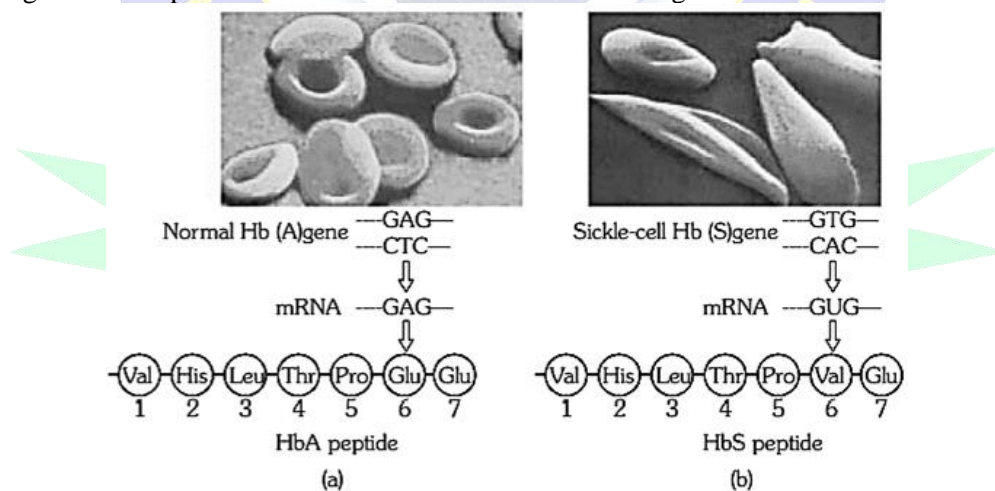 Normal Hb (A)gene ----GAG—
----CTC—
mRNA ----GAG—
Val His Leu Thr Pro Glu Glu
1 2 3 4 5 6 7
HbA peptide
(a)
Sickle-cell Hb (S)gene ----GTG—
----CAC—
mRNA ----GUG—
Val His Leu Thr Pro Val Glu
1 2 3 4 5 6 7
HbS peptide
(b)